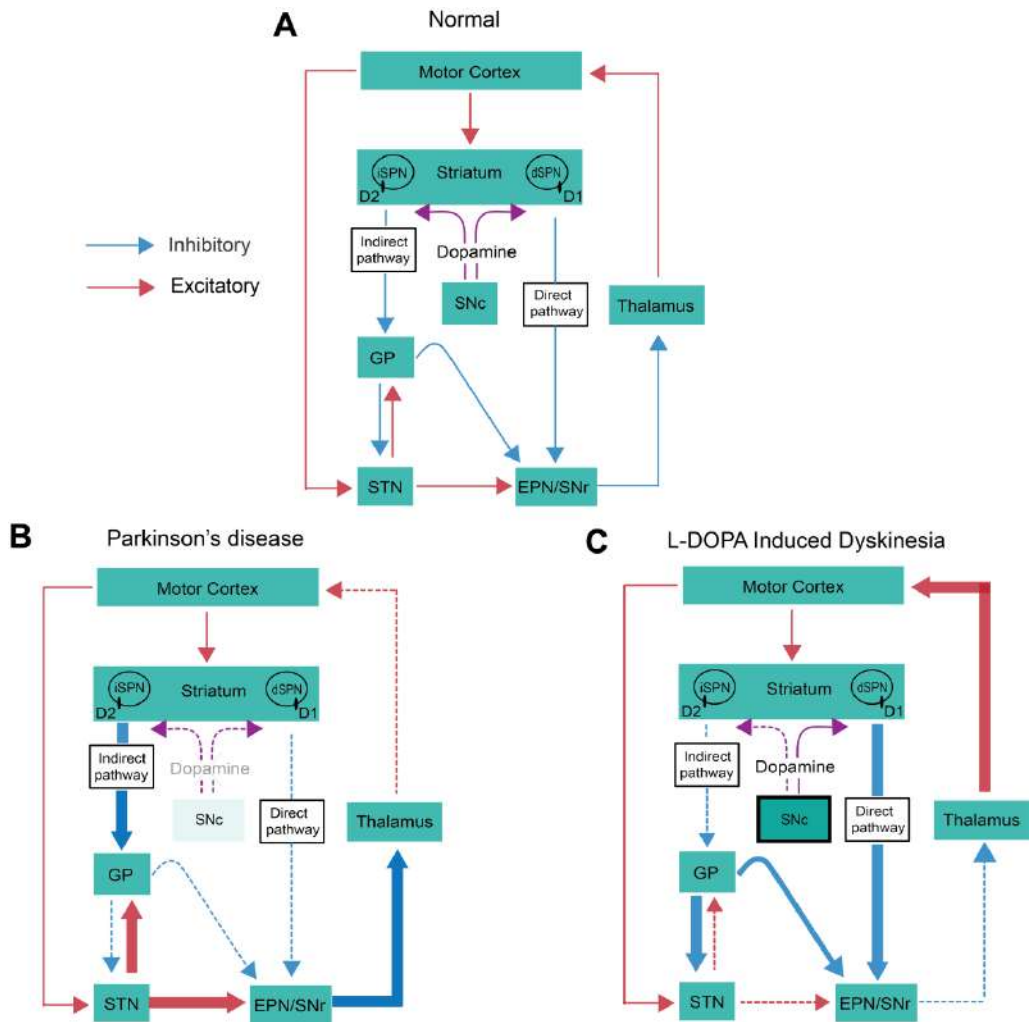 A
Normal
Motor Cortex
iSPN
Striatum
dSPN
D2
D1
Inhibitory
Excitatory
Indirect
pathway
Dopamine
SNc
Direct
pathway
Thalamus
GP
STN
EPN/SNr
B
Parkinson's disease
Motor Cortex
iSPN
Striatum
dSPN
D2
D1
Indirect
pathway
Dopamine
SNc
Direct
pathway
Thalamus
GP
STN
EPN/SNr
C
L-DOPA Induced Dyskinesia
Motor Cortex
iSPN
Striatum
dSPN
D2
D1
Indirect
pathway
Dopamine
SNc
Direct
pathway
Thalamus
GP
STN
EPN/SNr